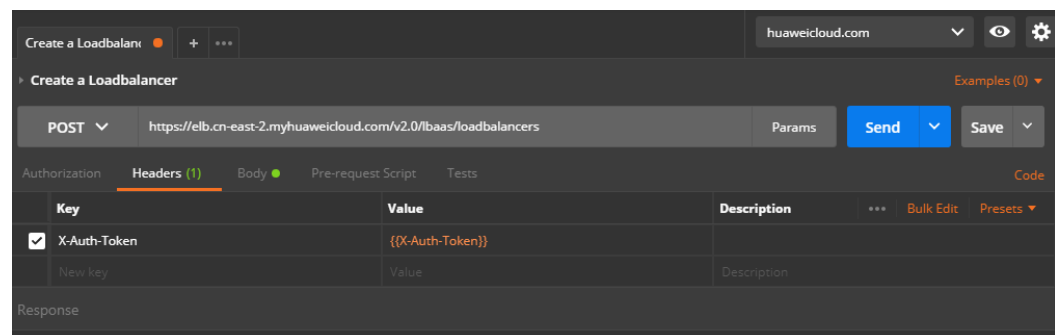 Create a Loadbalanc + •••
huaweicloud.com
Create a Loadbalancer Examples (0)
POST https://elb.cn-east-2.myhuaweicloud.com/v2.0/lbaas/loadbalancers Params Send Save
Authorization Headers (1) Body Pre-request Script Tests Code
Key Value Description ••• Bulk Edit Presets
X-Auth-Token {{X-Auth-Token}}
New key Value Description
Response